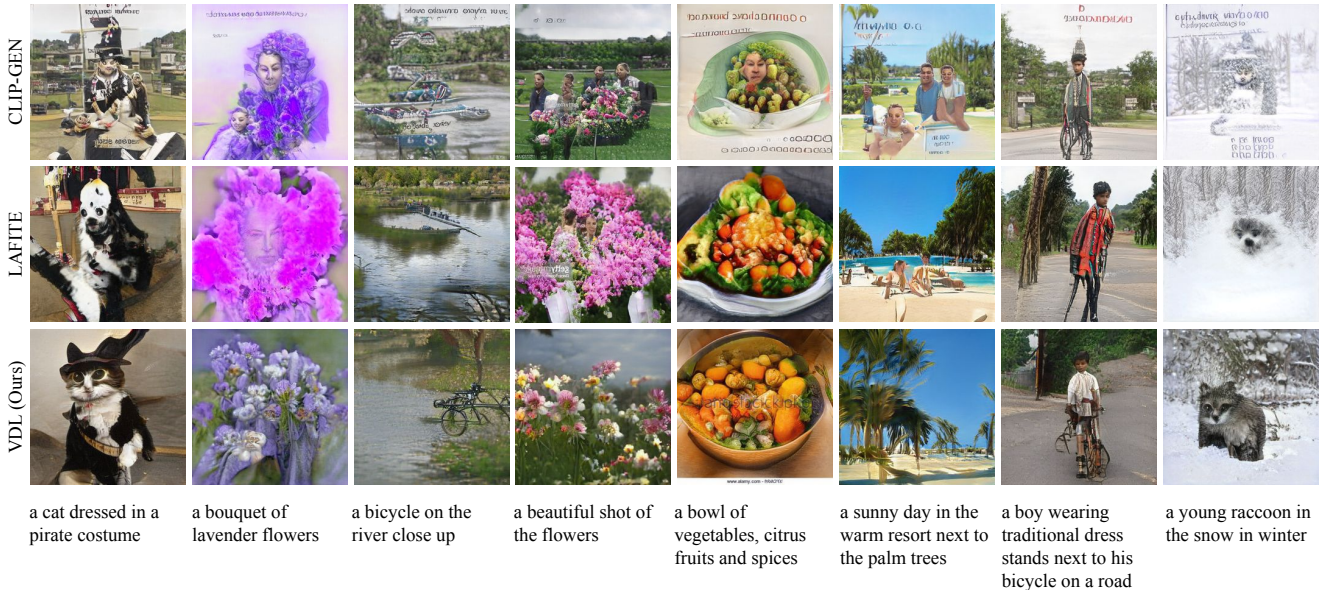 CLIP-GEN
LAFITE
VDL (Ours)
a cat dressed in a
pirate costume
a bouquet of
lavender flowers
a bicycle on the
river close up
a beautiful shot of
the flowers
a bowl of
vegetables, citrus
fruits and spices
a sunny day in the
warm resort next to
the palm trees
a boy wearing
traditional dress
stands next to his
bicycle on a road
a young raccoon in
the snow in winter